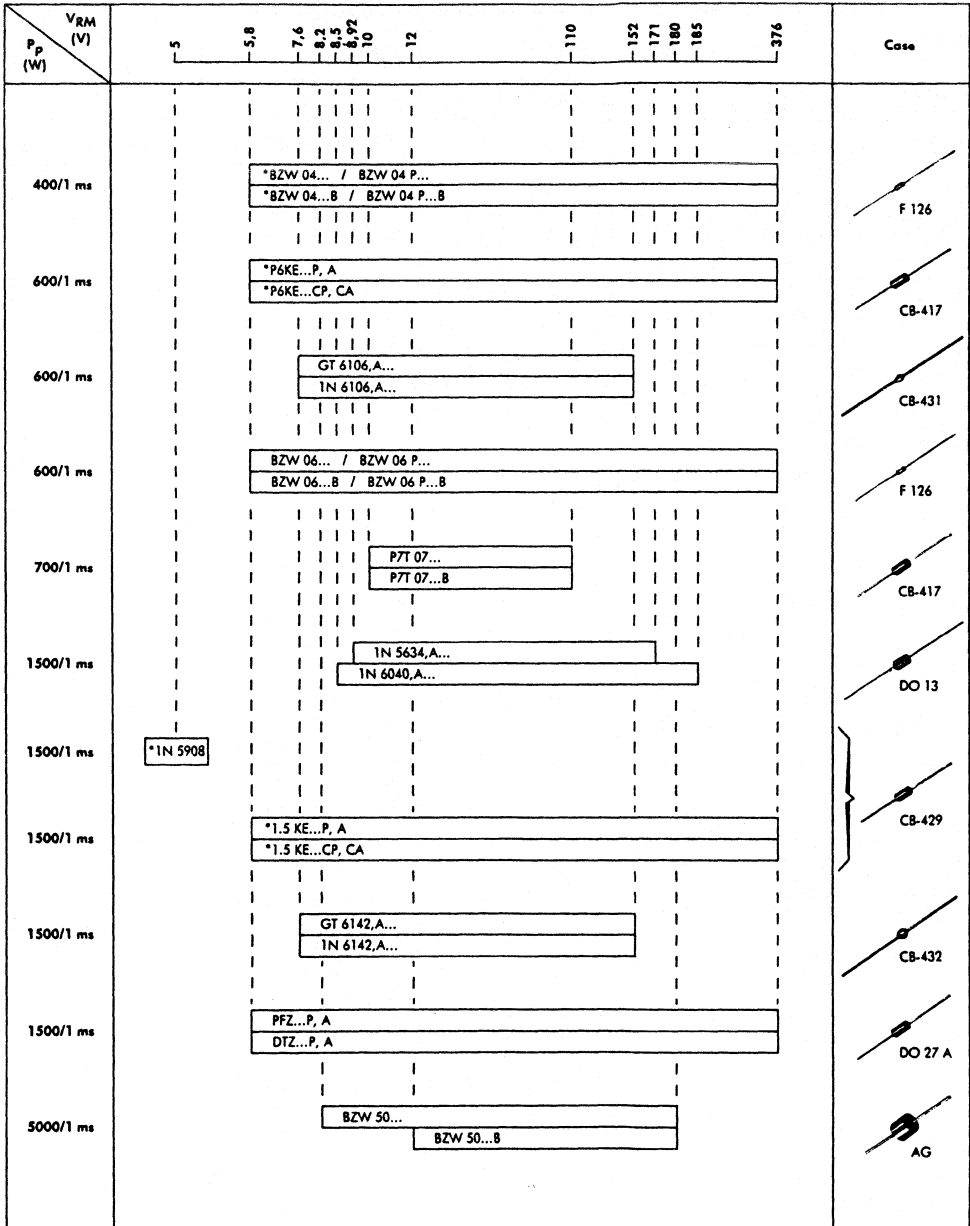 VRM
(V)
PP
(W)
5
5,8
7,6
8,2
8,5
8,92
10
12
110
152
171
180
185
376
Case
400/1 ms
*BZW 04... / BZW 04 P...
*BZW 04...B / BZW 04 P...B
F 126
600/1 ms
*P6KE...P, A
*P6KE...CP, CA
CB-417
600/1 ms
GT 6106,A...
1N 6106,A...
CB-431
600/1 ms
BZW 06... / BZW 06 P...
BZW 06...B / BZW 06 P...B
F 126
700/1 ms
P7T 07...
P7T 07...B
CB-417
1500/1 ms
1N 5634,A...
1N 6040,A...
DO 13
1500/1 ms
*1N 5908
CB-429
1500/1 ms
*1.5 KE...P, A
*1.5 KE...CP, CA
1500/1 ms
GT 6142,A...
1N 6142,A...
CB-432
1500/1 ms
PFZ...P, A
DTZ...P, A
DO 27 A
5000/1 ms
BZW 50...
BZW 50...B
AG